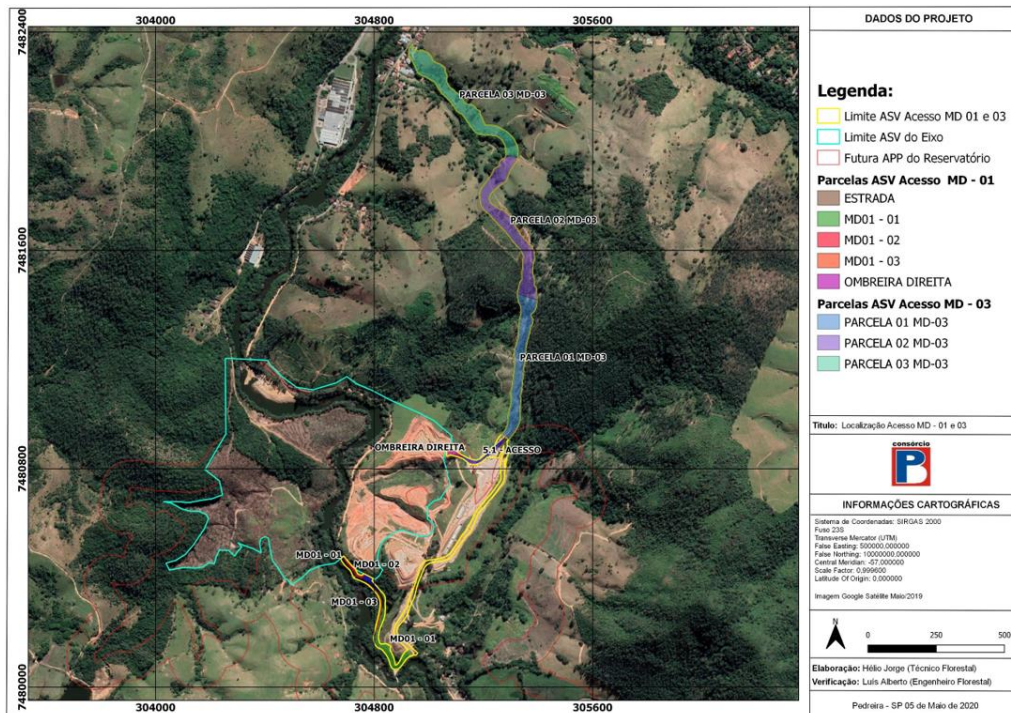 304000
304800
305600
7482400
7481600
7480800
7480000
PARCELA 03 MD-03
PARCELA 02 MD-03
PARCELA 01 MD-03
OMBREIRA DIREITA
5.1 - ACESSO
MD01 - 01
MD01 - 02
MD01 - 03
MD01 - 01
304000
304800
305600
DADOS DO PROJETO
Legenda:
Limite ASV Acesso MD 01 e 03
Limite ASV do Eixo
Futura APP do Reservatório
Parcelas ASV Acesso MD - 01
ESTRADA
MD01 - 01
MD01 - 02
MD01 - 03
OMBREIRA DIREITA
Parcelas ASV Acesso MD - 03
PARCELA 01 MD-03
PARCELA 02 MD-03
PARCELA 03 MD-03
Título: Localização Acesso MD - 01 e 03
consórcio
PB
INFORMAÇÕES CARTOGRÁFICAS
Sistema de Coordenadas: SIRGAS 2000
Fuso 23S
Transverse Mercator (UTM)
False Easting: 500000,000000
False Northing: 10000000,000000
Central Meridian: -57,000000
Scale Factor: 0,999600
Latitude Of Origin: 0,000000
Imagem Google Satélite Maio/2019
N
0 250 500
Elaboração: Hélio Jorge (Técnico Florestal)
Verificação: Luís Alberto (Engenheiro Florestal)
Pedreira - SP 05 de Maio de 2020